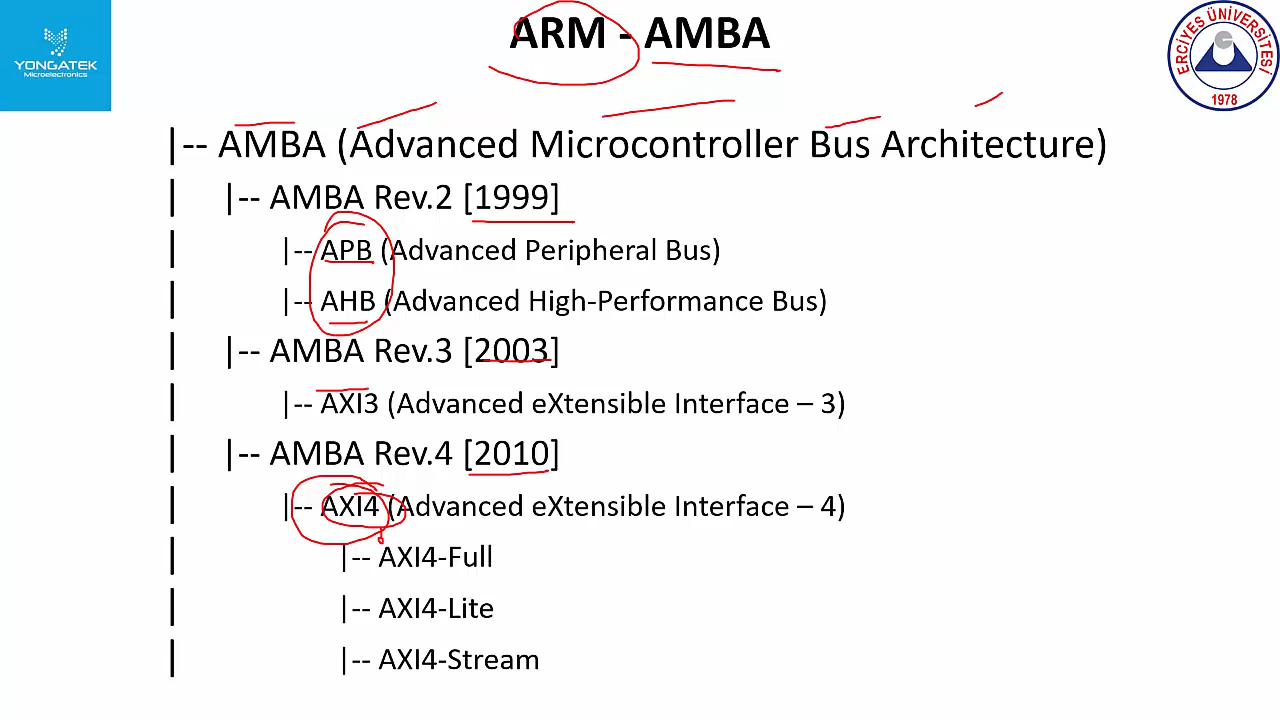 YONGATEK
Microelectronics
ARM - AMBA
ERCİYES ÜNİVERSİTESİ
1978
|-- AMBA (Advanced Microcontroller Bus Architecture)
| |-- AMBA Rev.2 [1999]
| |-- APB (Advanced Peripheral Bus)
| |-- AHB (Advanced High-Performance Bus)
| |-- AMBA Rev.3 [2003]
| |-- AXI3 (Advanced eXtensible Interface – 3)
| |-- AMBA Rev.4 [2010]
| |-- AXI4 (Advanced eXtensible Interface – 4)
| |-- AXI4-Full
| |-- AXI4-Lite
| |-- AXI4-Stream